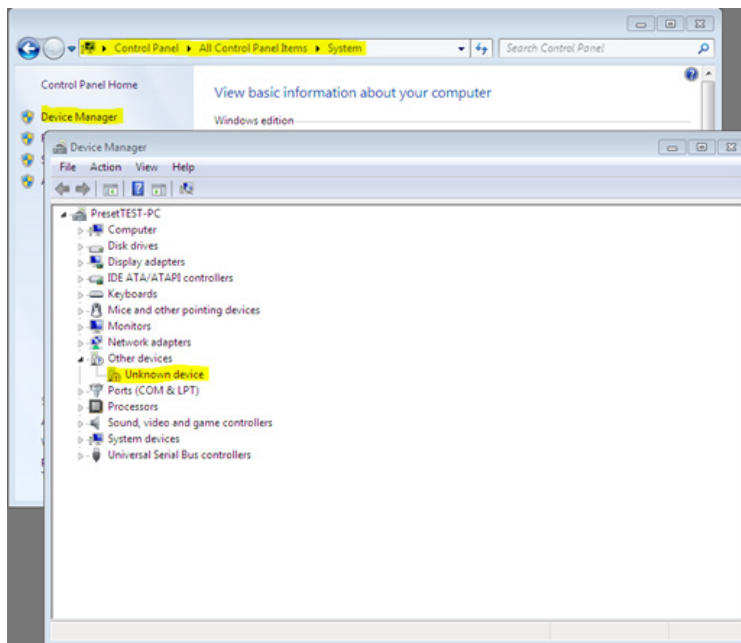 Control Panel ▸ All Control Panel Items ▸ System
Search Control Panel
Control Panel Home
View basic information about your computer
Device Manager
Windows edition
Device Manager
File Action View Help
PresetTEST-PC
Computer
Disk drives
Display adapters
IDE ATA/ATAPI controllers
Keyboards
Mice and other pointing devices
Monitors
Network adapters
Other devices
Unknown device
Ports (COM & LPT)
Processors
Sound, video and game controllers
System devices
Universal Serial Bus controllers